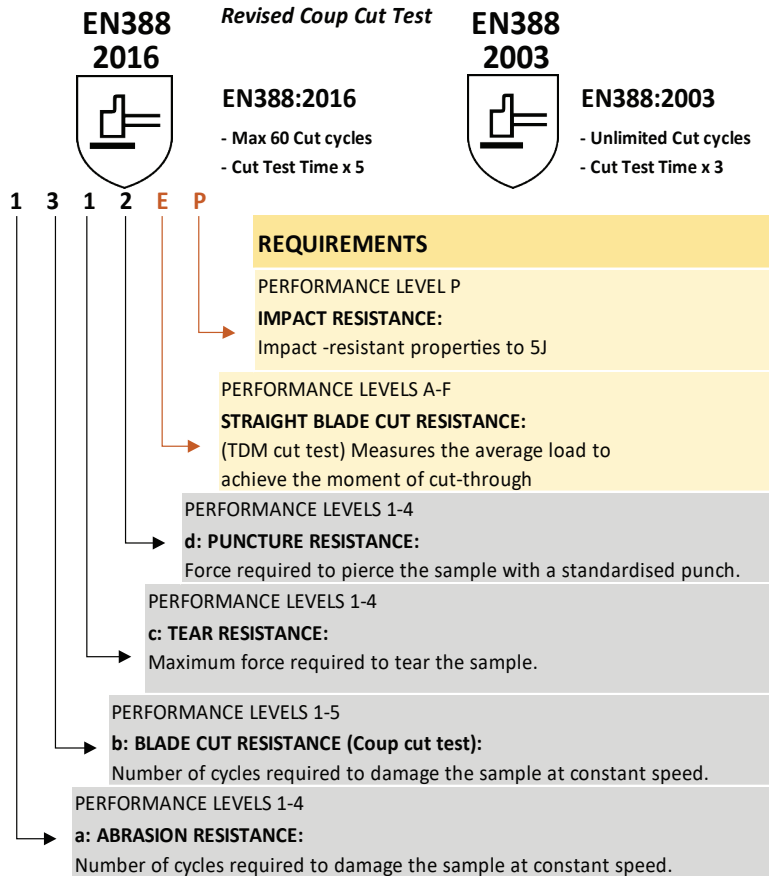 Revised Coup Cut Test
EN388
2016
EN388
2003
EN388:2016
- Max 60 Cut cycles
- Cut Test Time x 5
EN388:2003
- Unlimited Cut cycles
- Cut Test Time x 3
1 3 1 2 E P
REQUIREMENTS
PERFORMANCE LEVEL P
IMPACT RESISTANCE:
Impact -resistant properties to 5J
PERFORMANCE LEVELS A-F
STRAIGHT BLADE CUT RESISTANCE:
(TDM cut test) Measures the average load to
achieve the moment of cut-through
PERFORMANCE LEVELS 1-4
d: PUNCTURE RESISTANCE:
Force required to pierce the sample with a standardised punch.
PERFORMANCE LEVELS 1-4
c: TEAR RESISTANCE:
Maximum force required to tear the sample.
PERFORMANCE LEVELS 1-5
b: BLADE CUT RESISTANCE (Coup cut test):
Number of cycles required to damage the sample at constant speed.
PERFORMANCE LEVELS 1-4
a: ABRASION RESISTANCE:
Number of cycles required to damage the sample at constant speed.